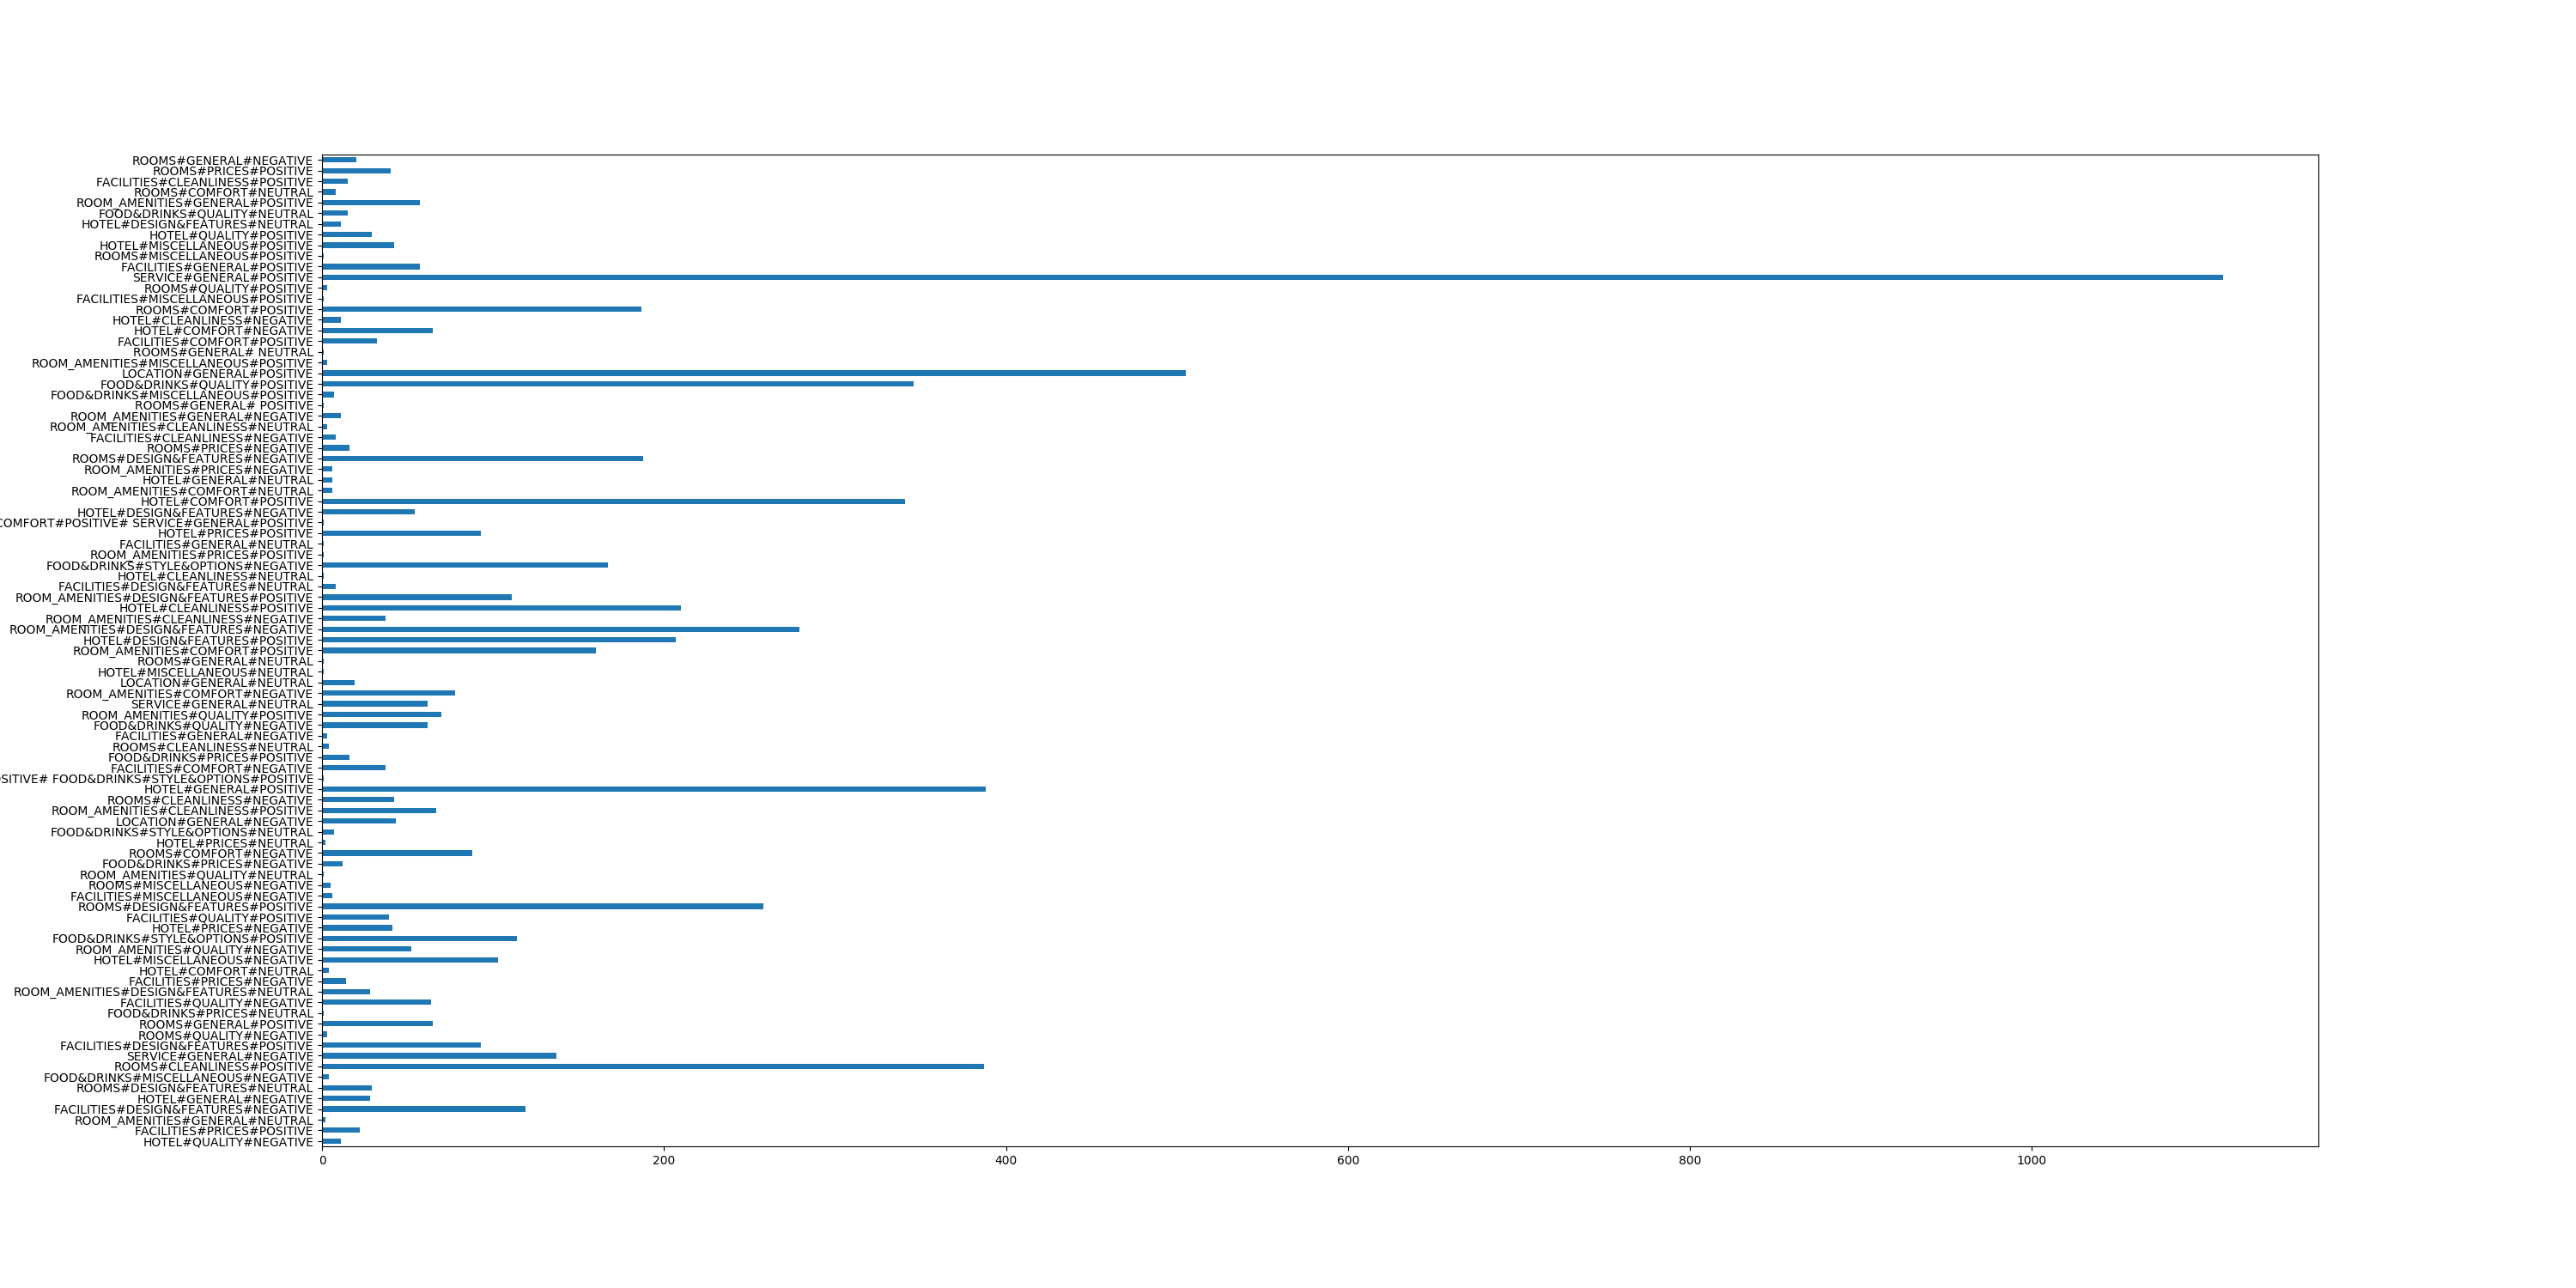 ROOMS#GENERAL#NEGATIVE
ROOMS#PRICES#POSITIVE
FACILITIES#CLEANLINESS#POSITIVE
ROOMS#COMFORT#NEUTRAL
ROOM_AMENITIES#GENERAL#POSITIVE
FOOD&DRINKS#QUALITY#NEUTRAL
HOTEL#DESIGN&FEATURES#NEUTRAL
HOTEL#QUALITY#POSITIVE
HOTEL#MISCELLANEOUS#POSITIVE
ROOMS#MISCELLANEOUS#POSITIVE
FACILITIES#GENERAL#POSITIVE
SERVICE#GENERAL#POSITIVE
ROOMS#QUALITY#POSITIVE
FACILITIES#MISCELLANEOUS#POSITIVE
ROOMS#COMFORT#POSITIVE
HOTEL#CLEANLINESS#NEGATIVE
HOTEL#COMFORT#NEGATIVE
FACILITIES#COMFORT#POSITIVE
ROOMS#GENERAL# NEUTRAL
ROOM_AMENITIES#MISCELLANEOUS#POSITIVE
LOCATION#GENERAL#POSITIVE
FOOD&DRINKS#QUALITY#POSITIVE
FOOD&DRINKS#MISCELLANEOUS#POSITIVE
ROOMS#GENERAL# POSITIVE
ROOM_AMENITIES#GENERAL#NEGATIVE
ROOM_AMENITIES#CLEANLINESS#NEUTRAL
FACILITIES#CLEANLINESS#NEGATIVE
ROOMS#PRICES#NEGATIVE
ROOMS#DESIGN&FEATURES#NEGATIVE
ROOM_AMENITIES#PRICES#NEGATIVE
HOTEL#GENERAL#NEUTRAL
ROOM_AMENITIES#COMFORT#NEUTRAL
HOTEL#COMFORT#POSITIVE
HOTEL#DESIGN&FEATURES#NEGATIVE
COMFORT#POSITIVE# SERVICE#GENERAL#POSITIVE
HOTEL#PRICES#POSITIVE
FACILITIES#GENERAL#NEUTRAL
ROOM_AMENITIES#PRICES#POSITIVE
FOOD&DRINKS#STYLE&OPTIONS#NEGATIVE
HOTEL#CLEANLINESS#NEUTRAL
FACILITIES#DESIGN&FEATURES#NEUTRAL
ROOM_AMENITIES#DESIGN&FEATURES#POSITIVE
HOTEL#CLEANLINESS#POSITIVE
ROOM_AMENITIES#CLEANLINESS#NEGATIVE
ROOM_AMENITIES#DESIGN&FEATURES#NEGATIVE
HOTEL#DESIGN&FEATURES#POSITIVE
ROOM_AMENITIES#COMFORT#POSITIVE
ROOMS#GENERAL#NEUTRAL
HOTEL#MISCELLANEOUS#NEUTRAL
LOCATION#GENERAL#NEUTRAL
ROOM_AMENITIES#COMFORT#NEGATIVE
SERVICE#GENERAL#NEUTRAL
ROOM_AMENITIES#QUALITY#POSITIVE
FOOD&DRINKS#QUALITY#NEGATIVE
FACILITIES#GENERAL#NEGATIVE
ROOMS#CLEANLINESS#NEUTRAL
FOOD&DRINKS#PRICES#POSITIVE
FACILITIES#COMFORT#NEGATIVE
SITIVE# FOOD&DRINKS#STYLE&OPTIONS#POSITIVE
HOTEL#GENERAL#POSITIVE
ROOMS#CLEANLINESS#NEGATIVE
ROOM_AMENITIES#CLEANLINESS#POSITIVE
LOCATION#GENERAL#NEGATIVE
FOOD&DRINKS#STYLE&OPTIONS#NEUTRAL
HOTEL#PRICES#NEUTRAL
ROOMS#COMFORT#NEGATIVE
FOOD&DRINKS#PRICES#NEGATIVE
ROOM_AMENITIES#QUALITY#NEUTRAL
ROOMS#MISCELLANEOUS#NEGATIVE
FACILITIES#MISCELLANEOUS#NEGATIVE
ROOMS#DESIGN&FEATURES#POSITIVE
FACILITIES#QUALITY#POSITIVE
HOTEL#PRICES#NEGATIVE
FOOD&DRINKS#STYLE&OPTIONS#POSITIVE
ROOM_AMENITIES#QUALITY#NEGATIVE
HOTEL#MISCELLANEOUS#NEGATIVE
HOTEL#COMFORT#NEUTRAL
FACILITIES#PRICES#NEGATIVE
ROOM_AMENITIES#DESIGN&FEATURES#NEUTRAL
FACILITIES#QUALITY#NEGATIVE
FOOD&DRINKS#PRICES#NEUTRAL
ROOMS#GENERAL#POSITIVE
ROOMS#QUALITY#NEGATIVE
FACILITIES#DESIGN&FEATURES#POSITIVE
SERVICE#GENERAL#NEGATIVE
ROOMS#CLEANLINESS#POSITIVE
FOOD&DRINKS#MISCELLANEOUS#NEGATIVE
ROOMS#DESIGN&FEATURES#NEUTRAL
HOTEL#GENERAL#NEGATIVE
FACILITIES#DESIGN&FEATURES#NEGATIVE
ROOM_AMENITIES#GENERAL#NEUTRAL
FACILITIES#PRICES#POSITIVE
HOTEL#QUALITY#NEGATIVE
0 200 400 600 800 1000